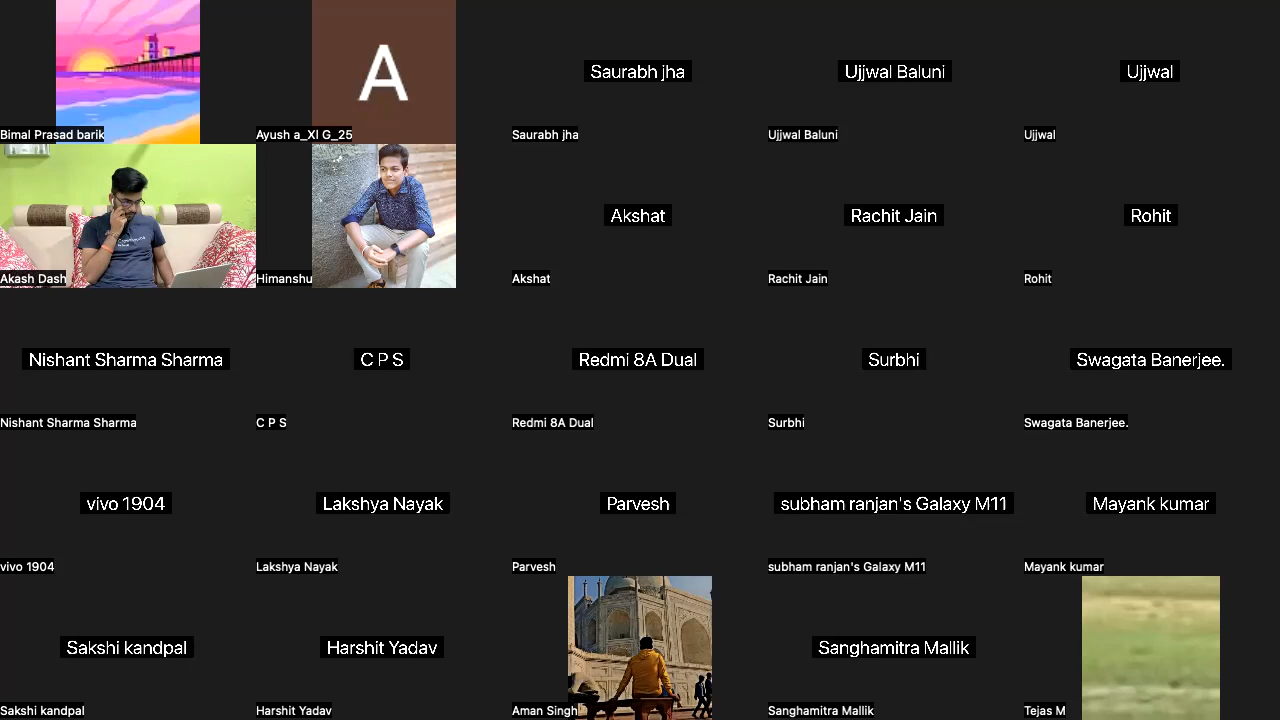 A
Saurabh jha
Ujjwal Baluni
Ujjwal
Bimal Prasad barik
Ayush a_XI G_25
Saurabh jha
Ujjwal Baluni
Ujjwal
Akshat
Rachit Jain
Rohit
Akash Dash
Himanshu
Akshat
Rachit Jain
Rohit
Nishant Sharma Sharma
C P S
Redmi 8A Dual
Surbhi
Swagata Banerjee.
Nishant Sharma Sharma
C P S
Redmi 8A Dual
Surbhi
Swagata Banerjee.
vivo 1904
Lakshya Nayak
Parvesh
subham ranjan's Galaxy M11
Mayank kumar
vivo 1904
Lakshya Nayak
Parvesh
subham ranjan's Galaxy M11
Mayank kumar
Sakshi kandpal
Harshit Yadav
Sanghamitra Mallik
Sakshi kandpal
Harshit Yadav
Aman Singh
Sanghamitra Mallik
Tejas M